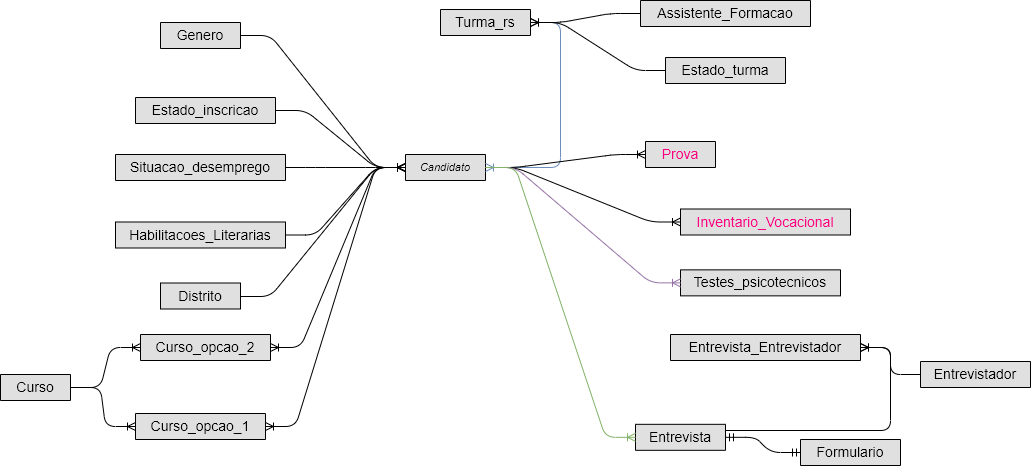 Assistente_Formacao
Turma_rs
Genero
Estado_turma
Estado_inscricao
Prova
Situacao_desemprego
Candidato
Inventario_Vocacional
Habilitacoes_Literarias
Testes_psicotecnicos
Distrito
Curso_opcao_2
Entrevista_Entrevistador
Entrevistador
Curso
Curso_opcao_1
Entrevista
Formulario